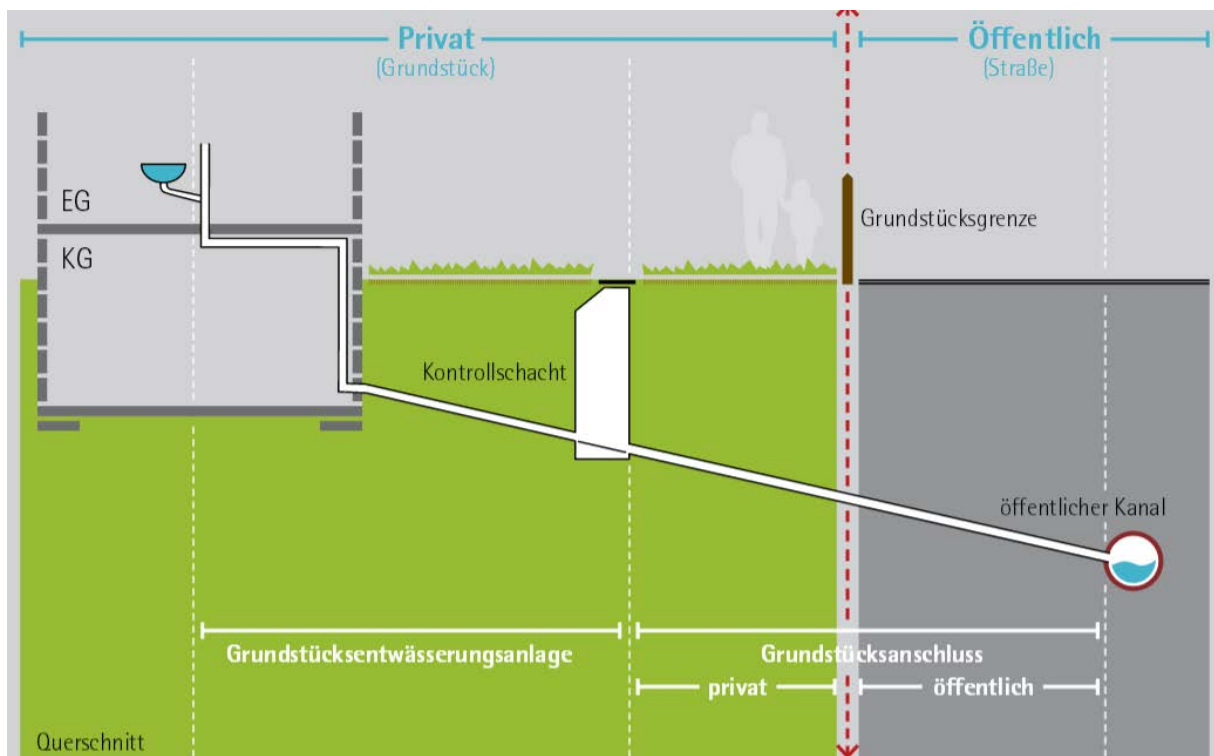 Privat
(Grundstück)
Öffentlich
(Straße)
EG
KG
Grundstücksgrenze
Kontrollschacht
öffentlicher Kanal
Grundstücksentwässerungsanlage
Grundstücksanschluss
privat
öffentlich
Querschnitt